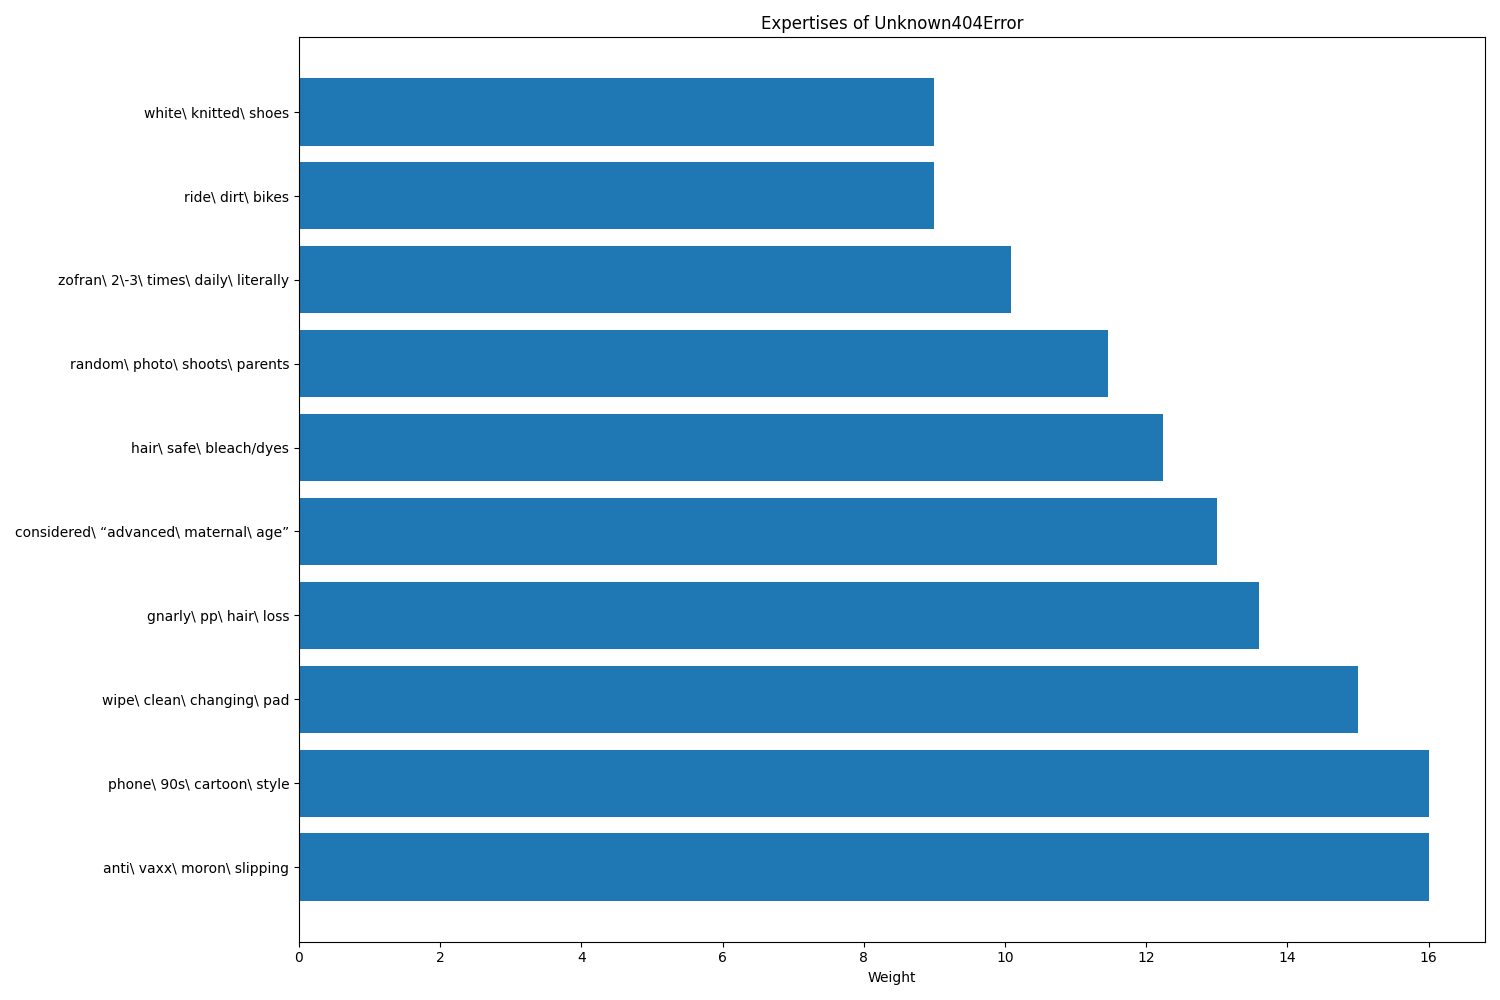 Expertises of Unknown404Error
white\ knitted\ shoes
ride\ dirt\ bikes
zofran\ 2\-3\ times\ daily\ literally
random\ photo\ shoots\ parents
hair\ safe\ bleach/dyes
considered\ “advanced\ maternal\ age”
gnarly\ pp\ hair\ loss
wipe\ clean\ changing\ pad
phone\ 90s\ cartoon\ style
anti\ vaxx\ moron\ slipping
0 2 4 6 8 10 12 14 16
Weight